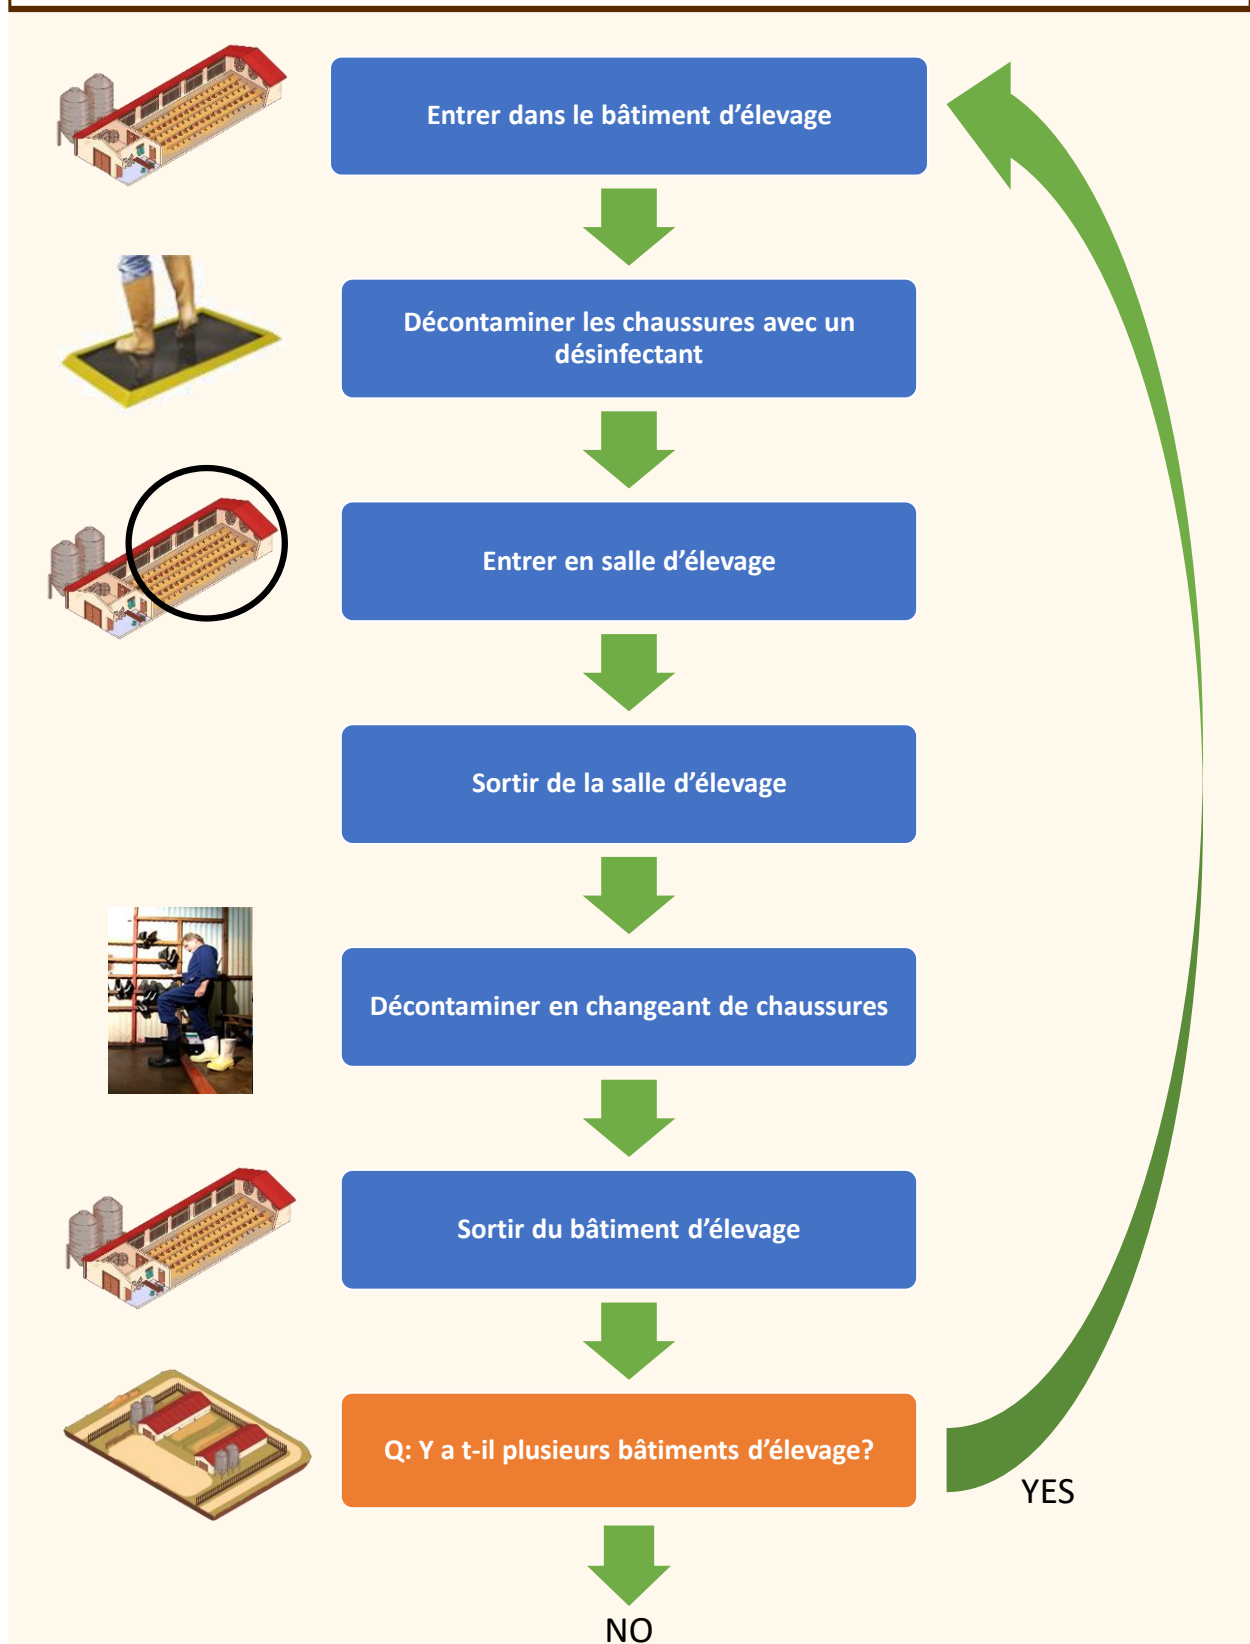 Entrer dans le bâtiment d’élevage
Décontaminer les chaussures avec un
désinfectant
Entrer en salle d’élevage
Sortir de la salle d’élevage
Décontaminer en changeant de chaussures
Sortir du bâtiment d’élevage
Q: Y a t-il plusieurs bâtiments d’élevage?
YES
NO